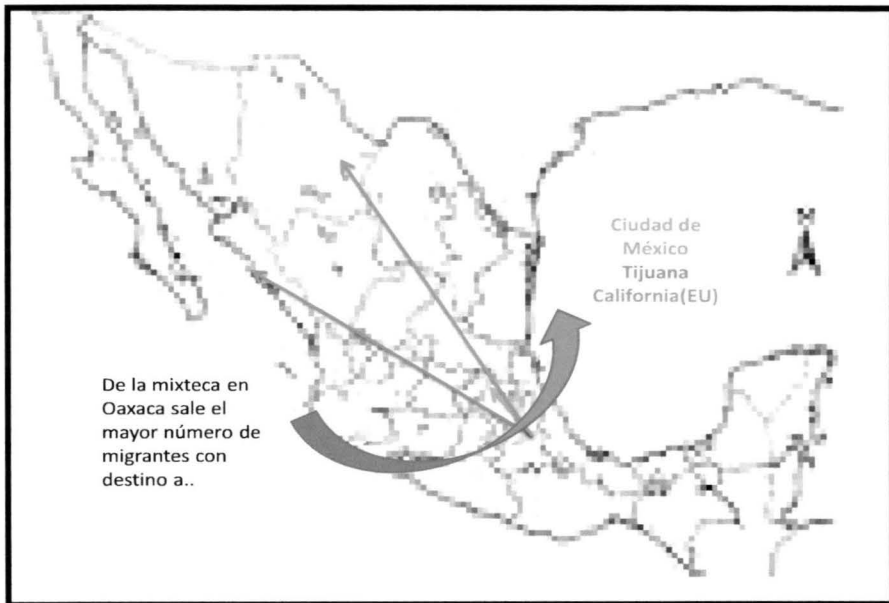 Ciudad de
México
Tijuana
California(EU)
De la mixteca en
Oaxaca sale el
mayor número de
migrantes con
destino a..